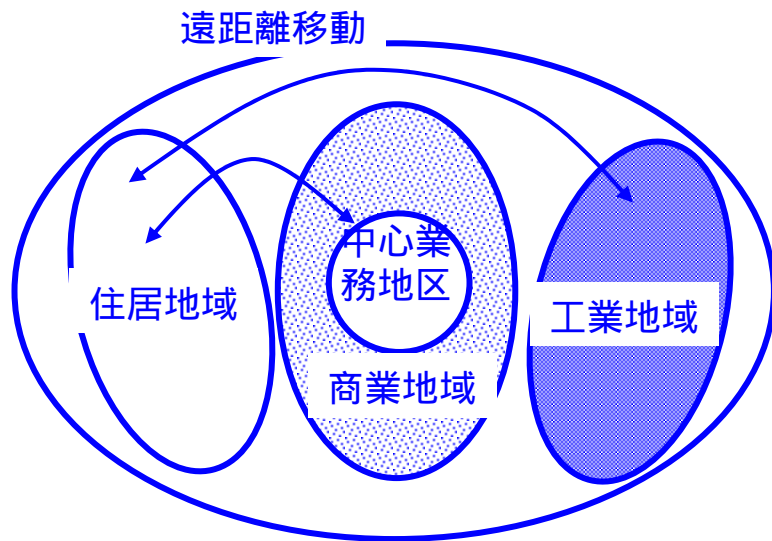 遠距離移動
中心業
務地区
住居地域
工業地域
商業地域